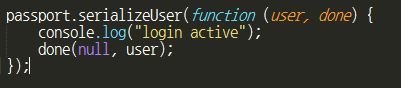 passport.serializeUser(function (user, done) {
    console.log("login active");
    done(null, user);
});